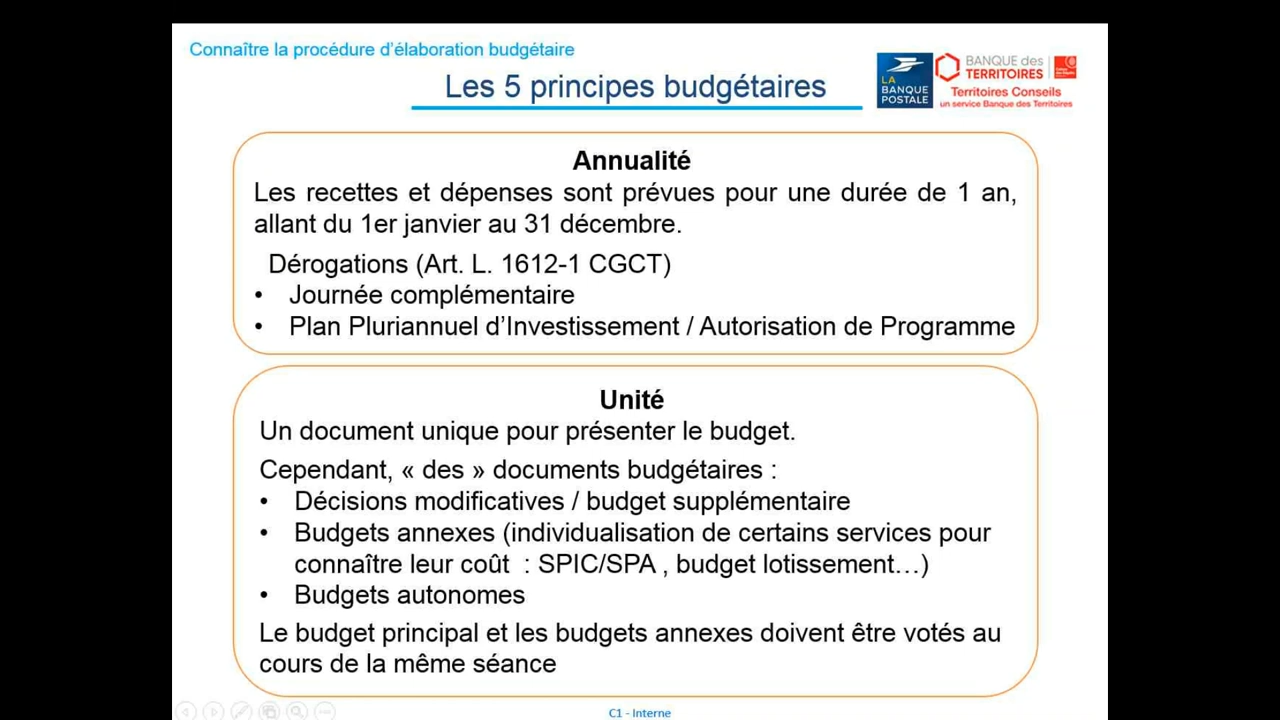 Connaître la procédure d'élaboration budgétaire
Les 5 principes budgétaires
LA
BANQUE
POSTALE
BANQUE des
TERRITOIRES
Territoires Conseils
un service Banque des Territoires
Annualité
Les recettes et dépenses sont prévues pour une durée de 1 an,
allant du 1er janvier au 31 décembre.
Dérogations (Art. L. 1612-1 CGCT)
• Journée complémentaire
• Plan Pluriannuel d'Investissement / Autorisation de Programme
Unité
Un document unique pour présenter le budget.
Cependant, « des » documents budgétaires :
• Décisions modificatives / budget supplémentaire
• Budgets annexes (individualisation de certains services pour
connaître leur coût : SPIC/SPA , budget lotissement…)
• Budgets autonomes
Le budget principal et les budgets annexes doivent être votés au
cours de la même séance
C1 - Interne